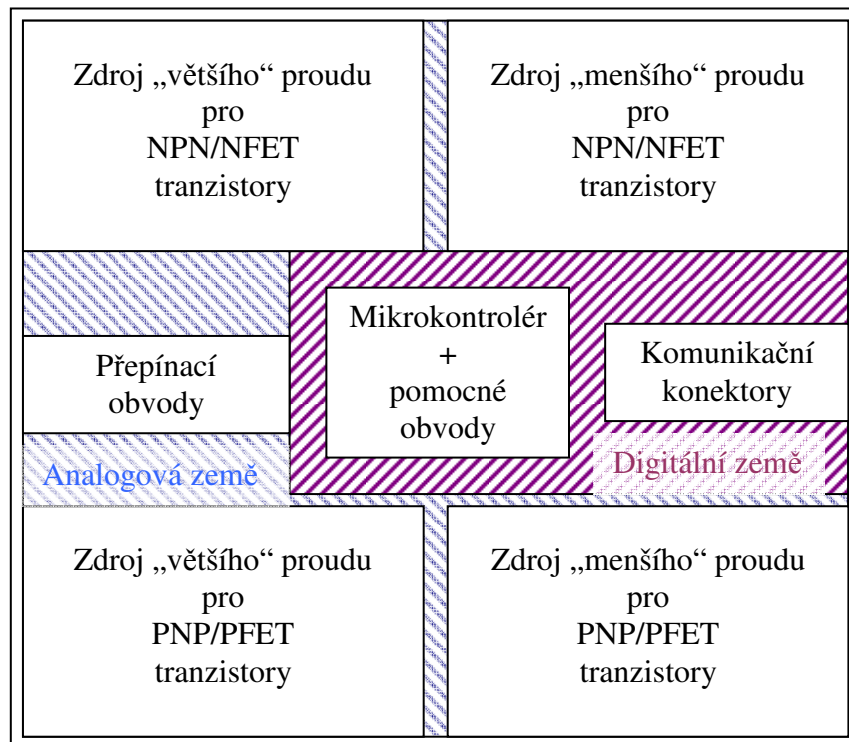 Zdroj „většího“ proudu
pro
NPN/NFET
tranzistory
Zdroj „menšího“ proudu
pro
NPN/NFET
tranzistory
Přepínací
obvody
Mikrokontrolér
+
pomocné
obvody
Komunikační
konektory
Analogová země
Digitální země
Zdroj „většího“ proudu
pro
PNP/PFET
tranzistory
Zdroj „menšího“ proudu
pro
PNP/PFET
tranzistory